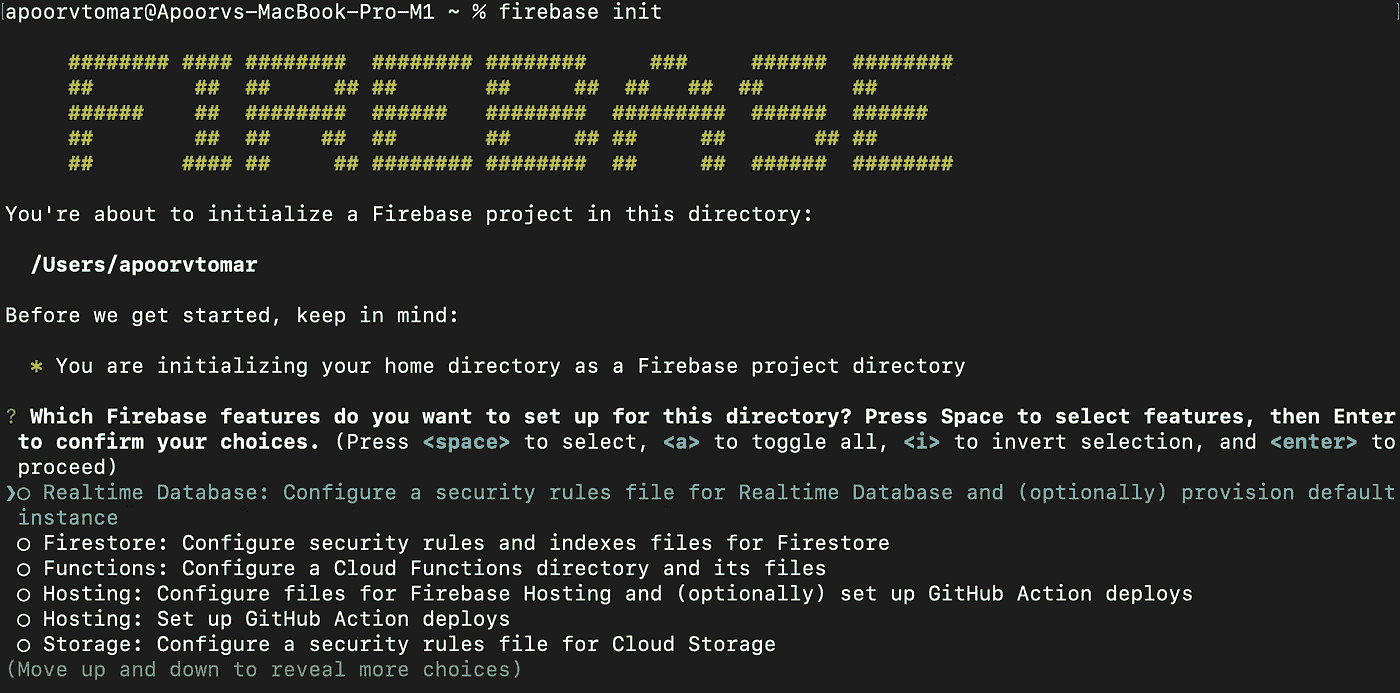 apoorvtomar@Apoorvs-MacBook-Pro-M1 ~ % firebase init
FIREBASE
You're about to initialize a Firebase project in this directory:
/Users/apoorvtomar
Before we get started, keep in mind:
* You are initializing your home directory as a Firebase project directory
? Which Firebase features do you want to set up for this directory? Press Space to select features, then Enter
to confirm your choices. (Press <space> to select, <a> to toggle all, <i> to invert selection, and <enter> to
proceed)
❯○ Realtime Database: Configure a security rules file for Realtime Database and (optionally) provision default
instance
○ Firestore: Configure security rules and indexes files for Firestore
○ Functions: Configure a Cloud Functions directory and its files
○ Hosting: Configure files for Firebase Hosting and (optionally) set up GitHub Action deploys
○ Hosting: Set up GitHub Action deploys
○ Storage: Configure a security rules file for Cloud Storage
(Move up and down to reveal more choices)